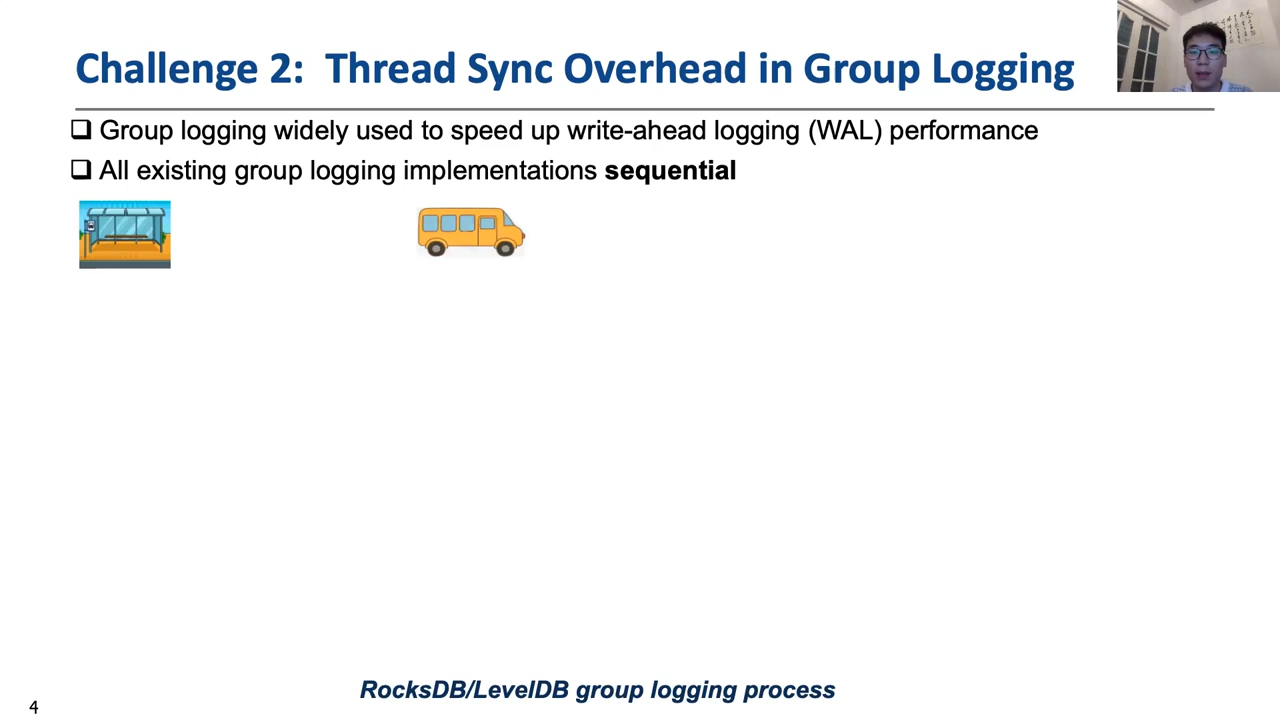 Challenge 2: Thread Sync Overhead in Group Logging
❑ Group logging widely used to speed up write-ahead logging (WAL) performance
❑ All existing group logging implementations sequential
RocksDB/LevelDB group logging process
4